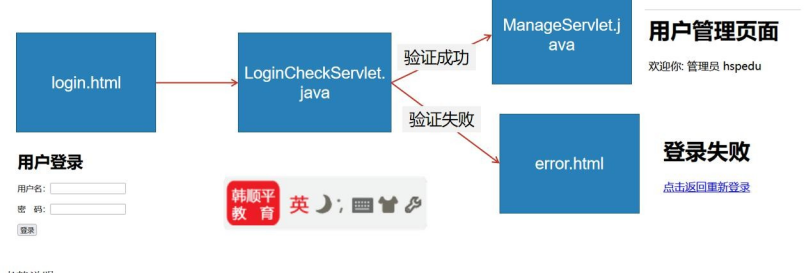 login.html
LoginCheckServlet.
java
验证成功
验证失败
ManageServlet.j
ava
error.html
用户管理页面
欢迎你: 管理员 hspedu
登录失败
点击返回重新登录
用户登录
用户名:
密 码:
登录
韩顺平
教 育
英